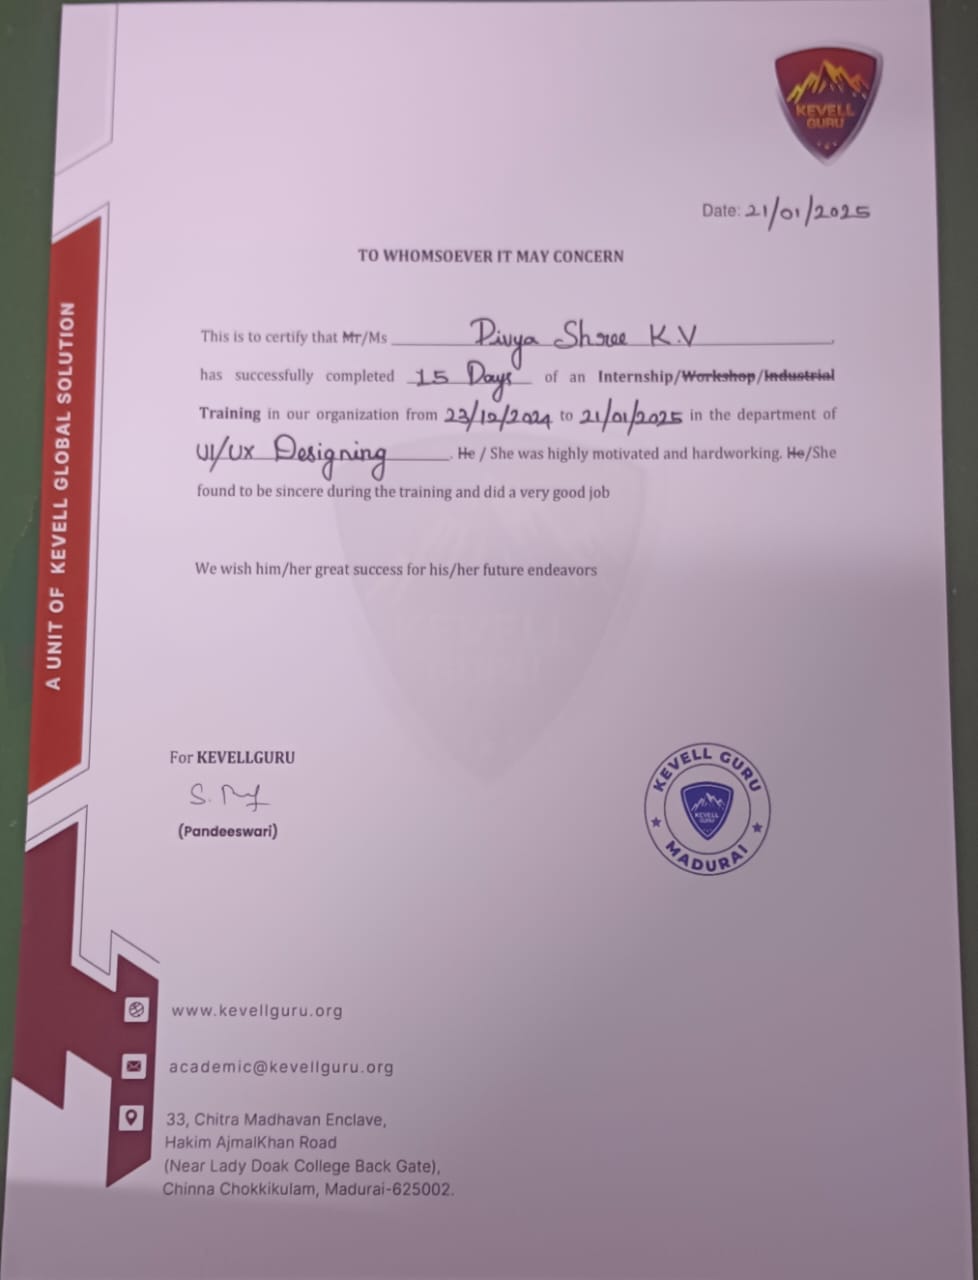 KEVELL
GURU
Date: 21/01/2025
TO WHOMSOEVER IT MAY CONCERN
This is to certify that Mr/Ms Divya Shree K.V
has successfully completed 15 Days of an Internship/Workshop/Industrial
Training in our organization from 23/12/2024 to 21/01/2025 in the department of
UI/UX Designing. He / She was highly motivated and hardworking. He/She
found to be sincere during the training and did a very good job
We wish him/her great success for his/her future endeavors
A UNIT OF KEVELL GLOBAL SOLUTION
KEVELL
GURU
For KEVELLGURU
(Pandeeswari)
KEVELL GURU
KEVELL
GURU
MADURAI
www.kevellguru.org
academic@kevellguru.org
33, Chitra Madhavan Enclave,
Hakim AjmalKhan Road
(Near Lady Doak College Back Gate),
Chinna Chokkikulam, Madurai-625002.